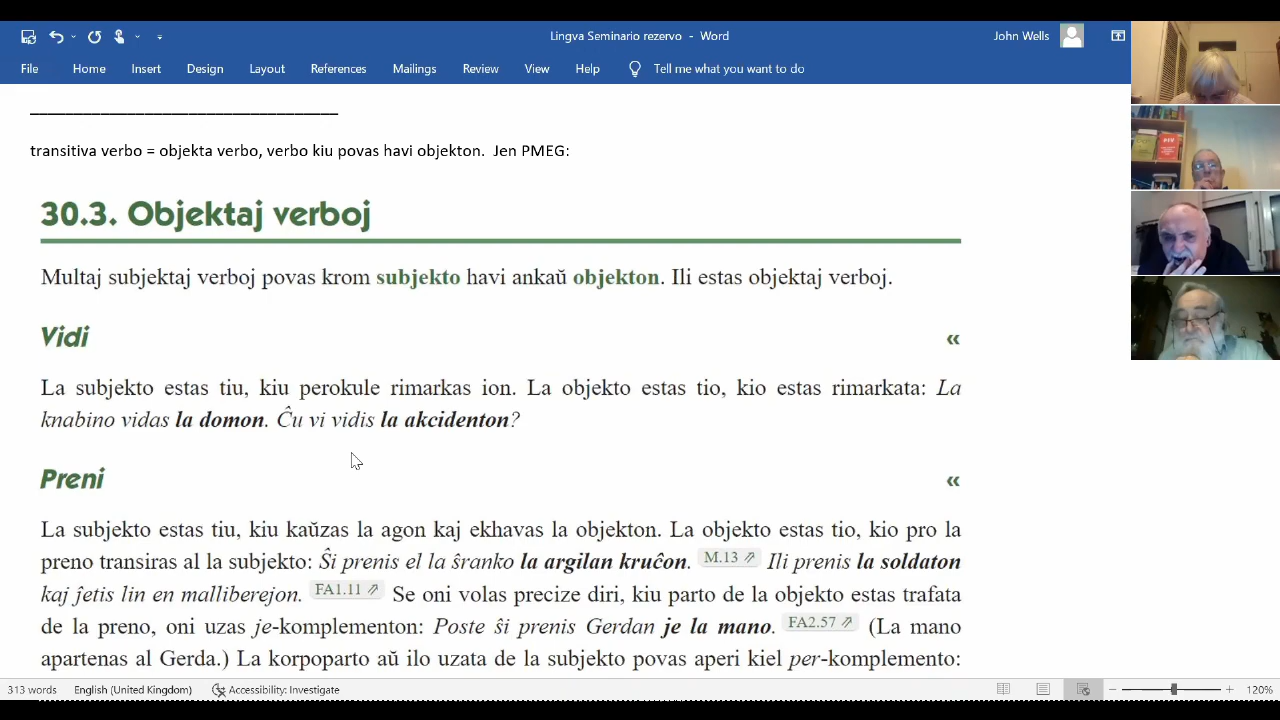 Lingva Seminario rezervo - Word
John Wells
File Home Insert Design Layout References Mailings Review View Help Tell me what you want to do
transitiva verbo = objekta verbo, verbo kiu povas havi objekton. Jen PMEG:
30.3. Objektaj verboj
Multaj subjektaj verboj povas krom subjekto havi ankaŭ objekton. Ili estas objektaj verboj.
Vidi «
La subjekto estas tiu, kiu perokule rimarkas ion. La objekto estas tio, kio estas rimarkata: La
knabino vidas la domon. Ĉu vi vidis la akcidenton?
Preni «
La subjekto estas tiu, kiu kaŭzas la agon kaj ekhavas la objekton. La objekto estas tio, kio pro la
preno transiras al la subjekto: Ŝi prenis el la ŝranko la argilan kruĉon. M.13 ⇗ Ili prenis la soldaton
kaj ĵetis lin en malliberejon. FA1.11 ⇗ Se oni volas precize diri, kiu parto de la objekto estas trafata
de la preno, oni uzas je-komplementon: Poste ŝi prenis Gerdan je la mano. FA2.57 ⇗ (La mano
apartenas al Gerda.) La korpoparto aŭ ilo uzata de la subjekto povas aperi kiel per-komplemento:
313 words English (United Kingdom) Accessibility: Investigate 120%